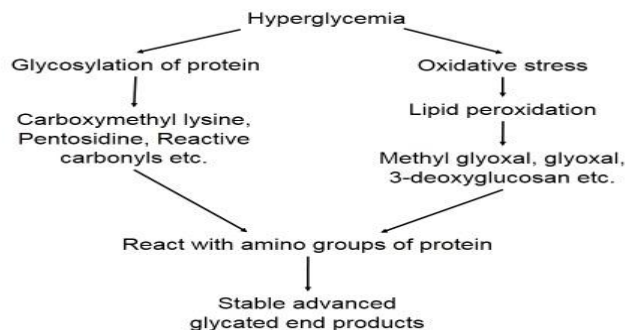 Hyperglycemia
Glycosylation of protein
Oxidative stress
Carboxymethyl lysine,
Pentosidine, Reactive
carbonyls etc.
Lipid peroxidation
Methyl glyoxal, glyoxal,
3-deoxyglucosan etc.
React with amino groups of protein
Stable advanced
glycated end products